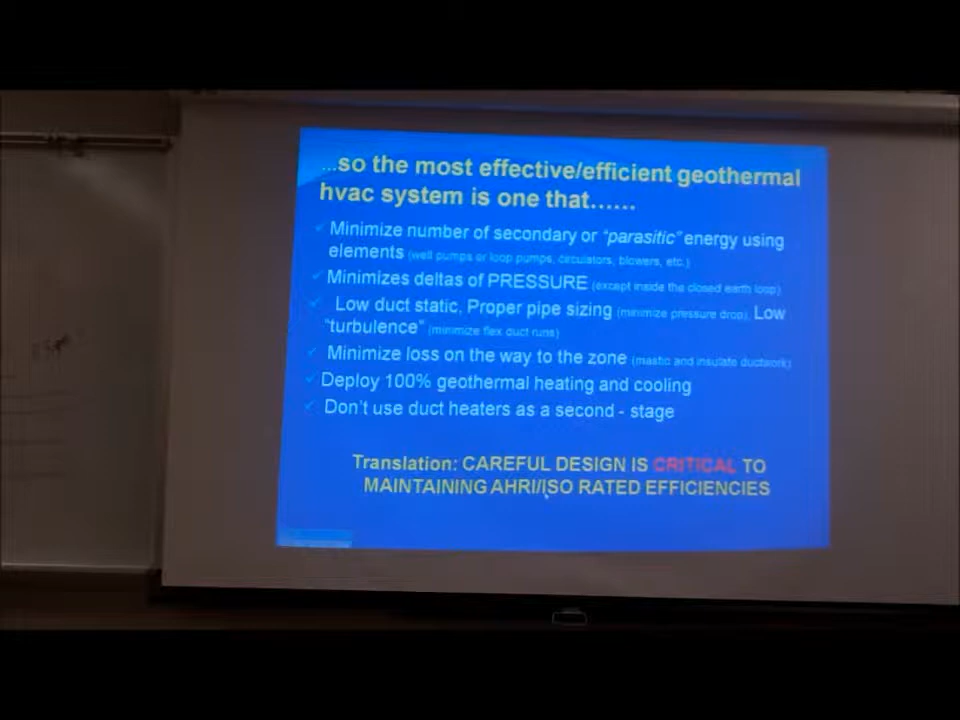 ...so the most effective/efficient geothermal
hvac system is one that......
Minimize number of secondary or "parasitic" energy using
elements (well pumps or loop pumps, circulators, blowers, etc.)
Minimizes deltas of PRESSURE (except inside the closed earth loop)
Low duct static, Proper pipe sizing (minimize pressure drop), Low
"turbulence" (minimize flex duct runs)
Minimize loss on the way to the zone (mastic and insulate ductwork)
Deploy 100% geothermal heating and cooling
Don't use duct heaters as a second - stage
Translation: CAREFUL DESIGN IS CRITICAL TO
MAINTAINING AHRI/ISO RATED EFFICIENCIES